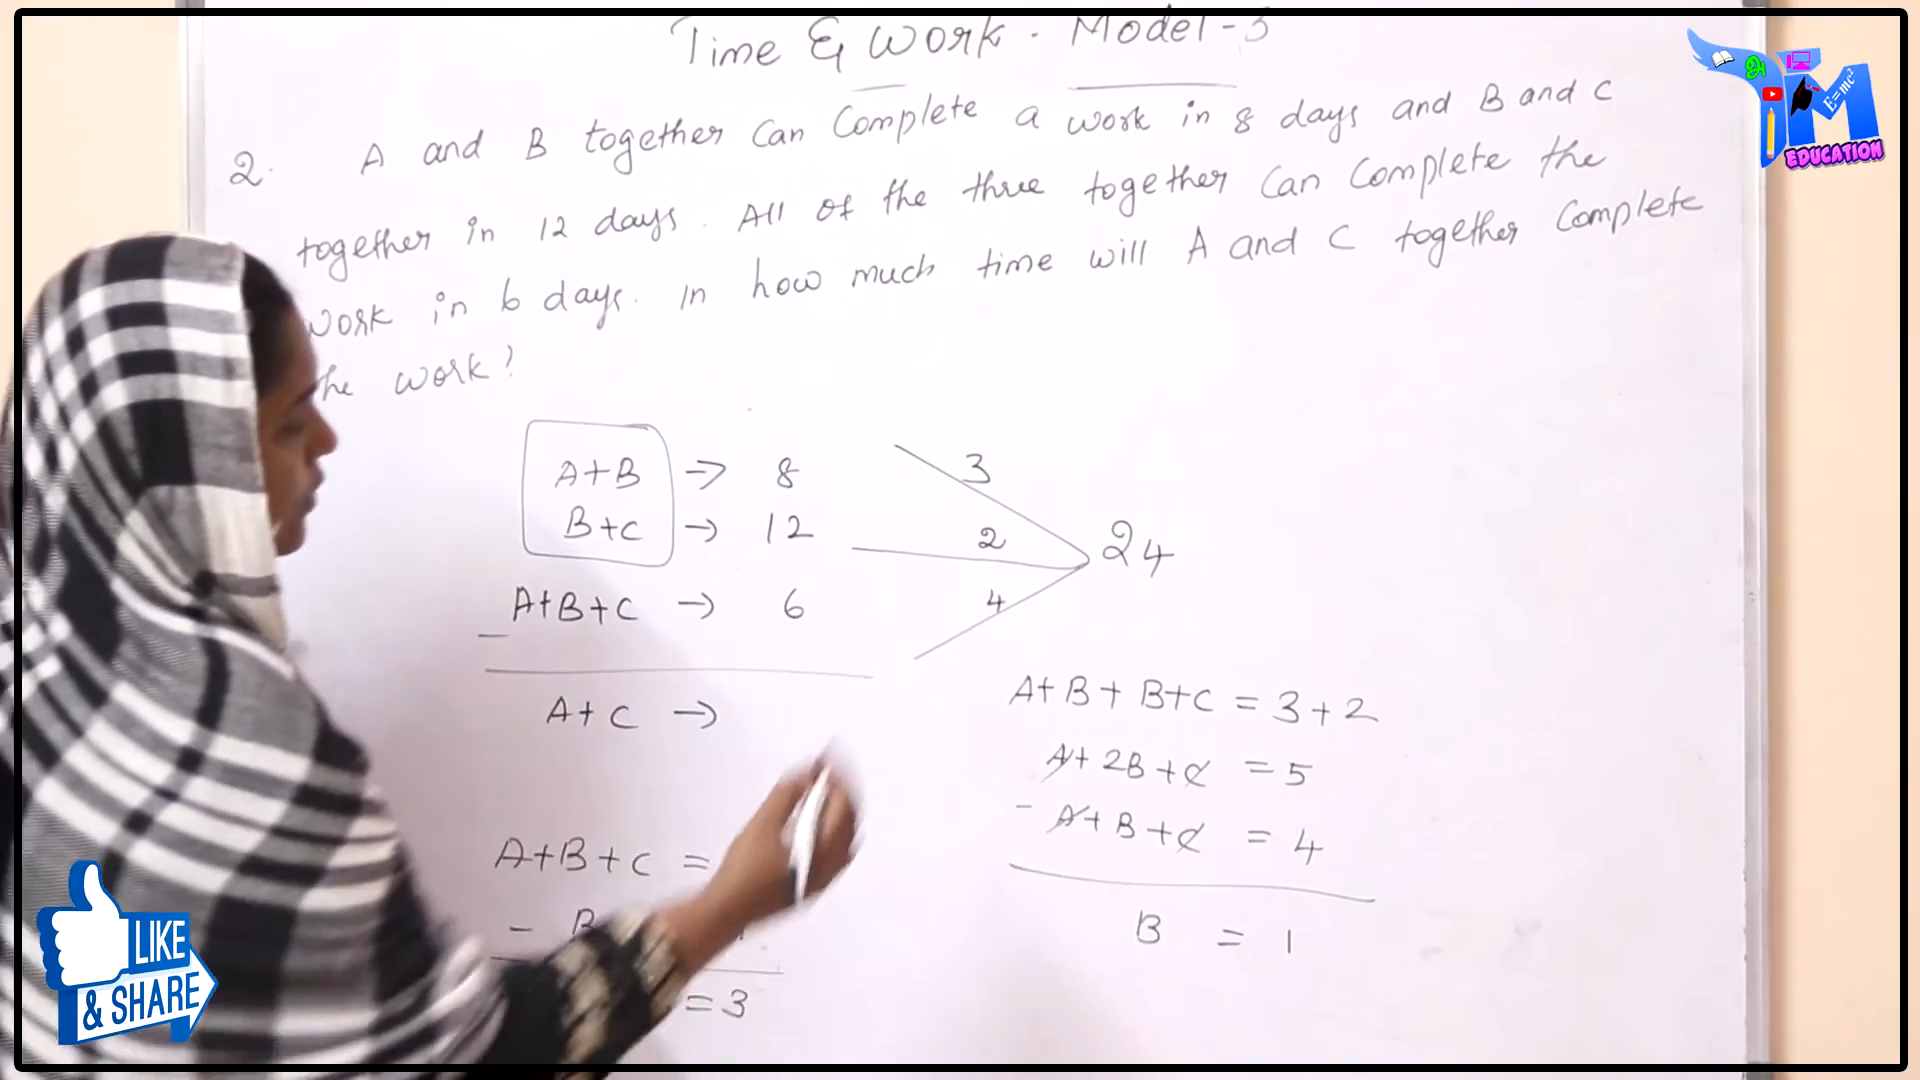 Time & Work . Model - 3
2. A and B together can complete a work in 8 days and B and C
together in 12 days. All of the three together can complete the
work in 6 days. In how much time will A and C together complete
he work?
A+B → 8
B+C → 12
A+B+C → 6
–
3
2
4
24
A+C →
A+B + B+C = 3+2
A+ 2B + C = 5
- A+ B + C = 4
B = 1
A+B+C =
- B
= 3
அ
E=mc²
M
EDUCATION
LIKE
& SHARE